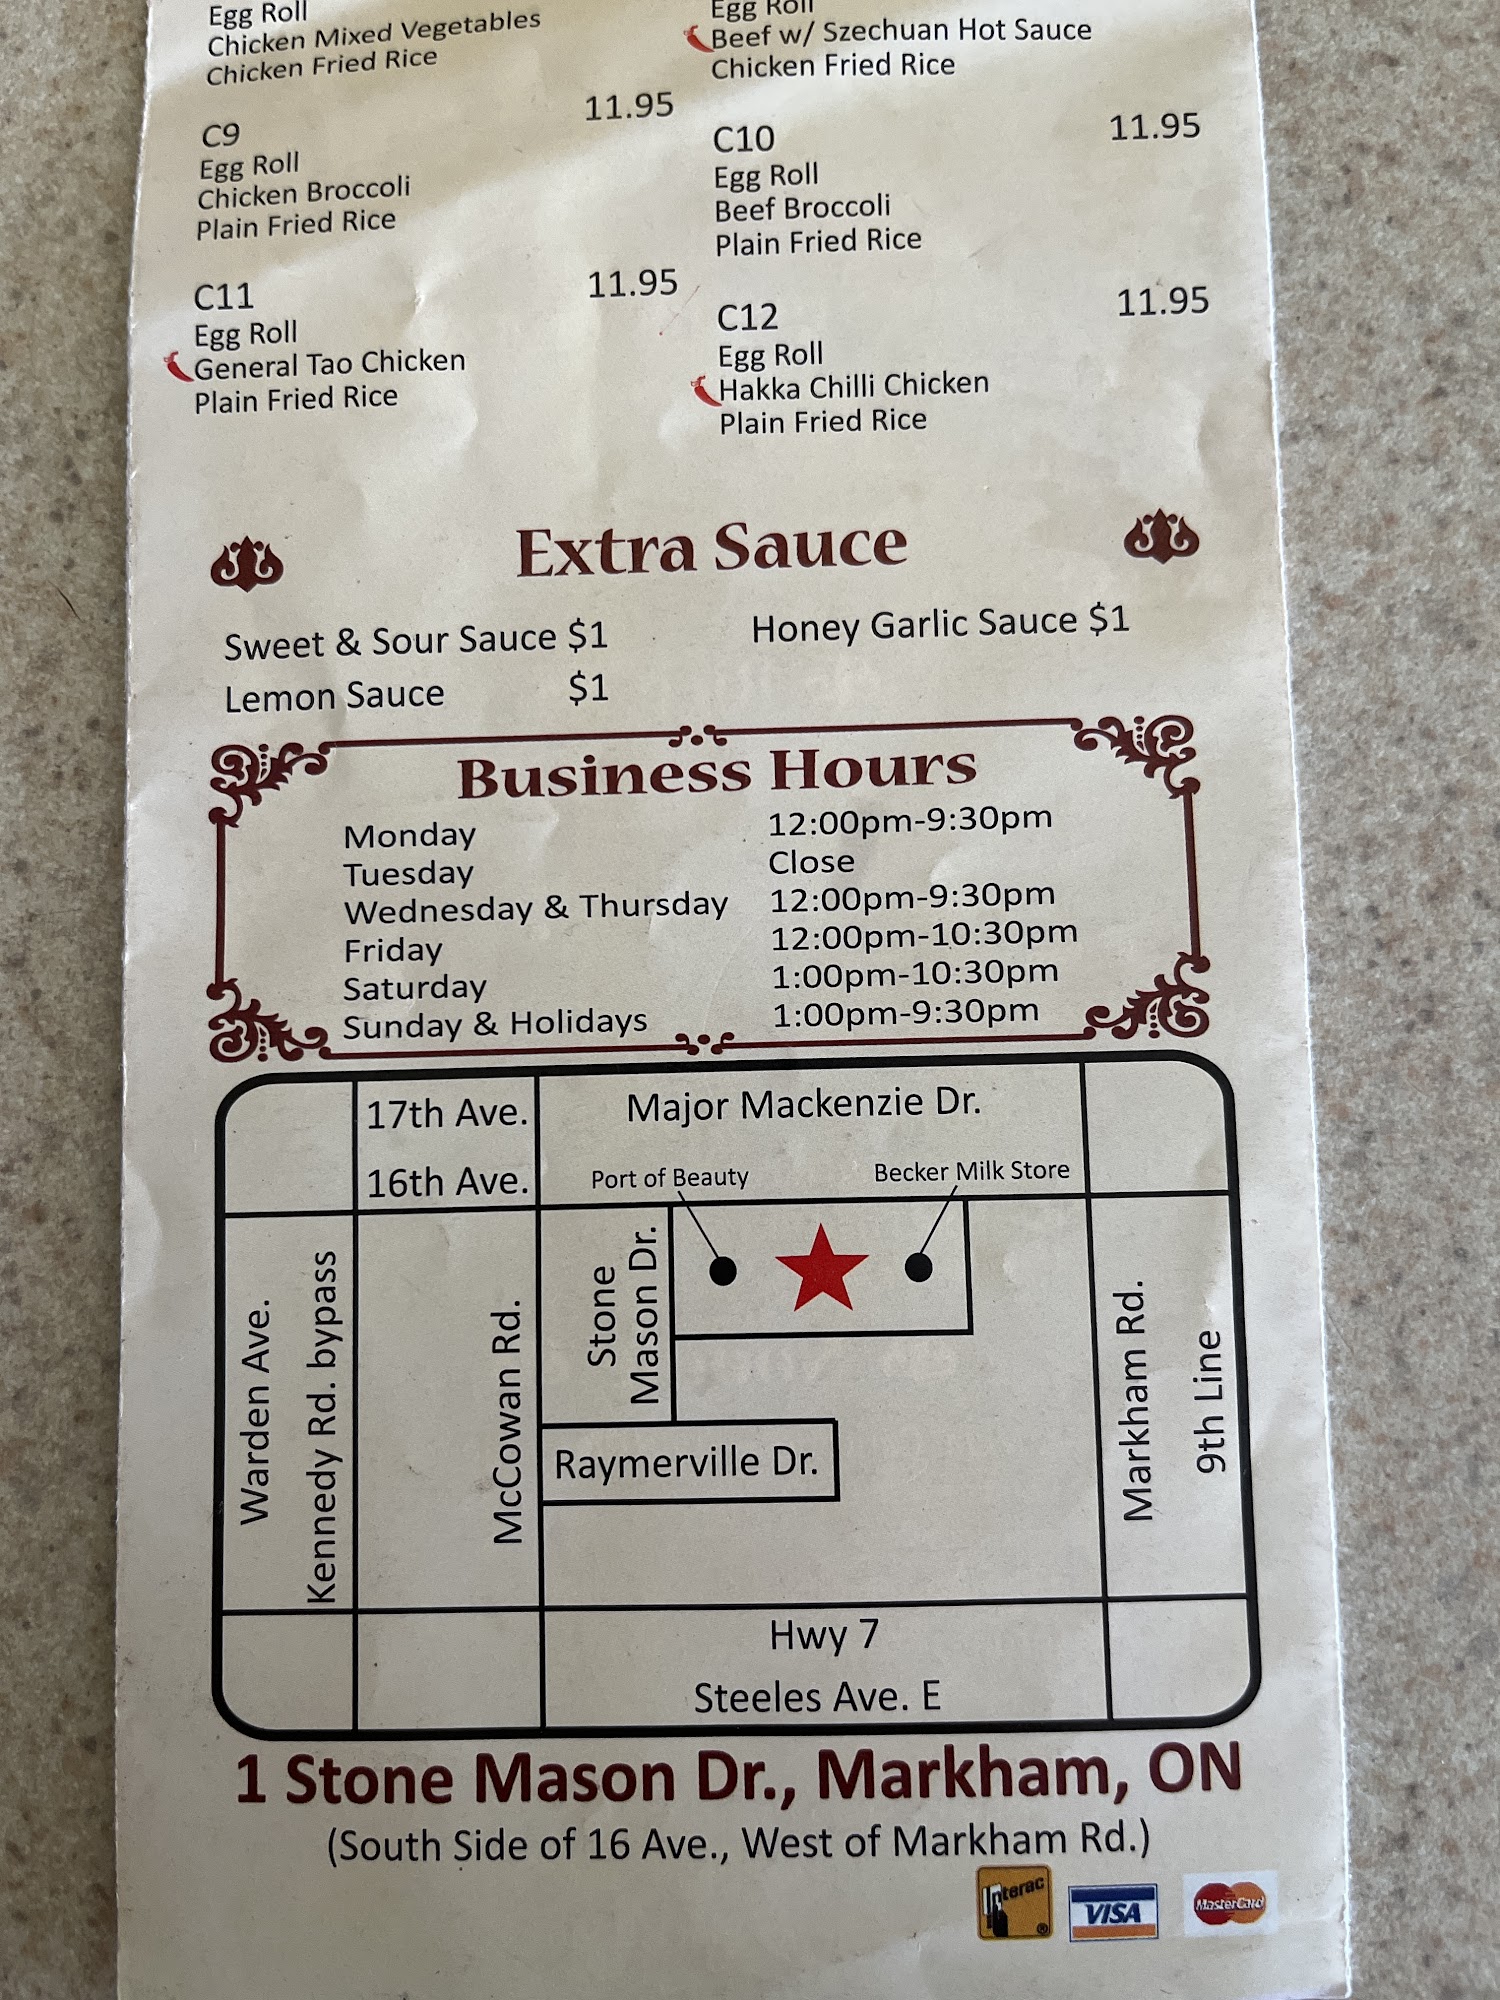 Egg Roll
Chicken Mixed Vegetables
Chicken Fried Rice
Egg Roll
Beef w/ Szechuan Hot Sauce
Chicken Fried Rice
C9 11.95
Egg Roll
Chicken Broccoli
Plain Fried Rice
C10 11.95
Egg Roll
Beef Broccoli
Plain Fried Rice
C11 11.95
Egg Roll
General Tao Chicken
Plain Fried Rice
C12 11.95
Egg Roll
Hakka Chilli Chicken
Plain Fried Rice
Extra Sauce
Sweet & Sour Sauce $1
Honey Garlic Sauce $1
Lemon Sauce $1
Business Hours
Monday 12:00pm-9:30pm
Tuesday Close
Wednesday & Thursday 12:00pm-9:30pm
Friday 12:00pm-10:30pm
Saturday 1:00pm-10:30pm
Sunday & Holidays 1:00pm-9:30pm
17th Ave.
Major Mackenzie Dr.
16th Ave.
Port of Beauty
Becker Milk Store
Warden Ave.
Kennedy Rd. bypass
McCowan Rd.
Stone
Mason Dr.
Markham Rd.
9th Line
Raymerville Dr.
Hwy 7
Steeles Ave. E
1 Stone Mason Dr., Markham, ON
(South Side of 16 Ave., West of Markham Rd.)
Interac
VISA
MasterCard